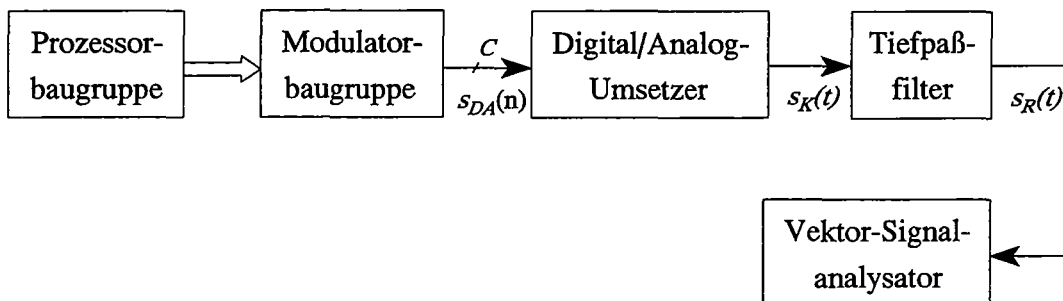 Prozessor-
baugruppe
Modulator-
baugruppe
C
s_DA(n)
Digital/Analog-
Umsetzer
s_K(t)
Tiefpaß-
filter
s_R(t)
Vektor-Signal-
analysator